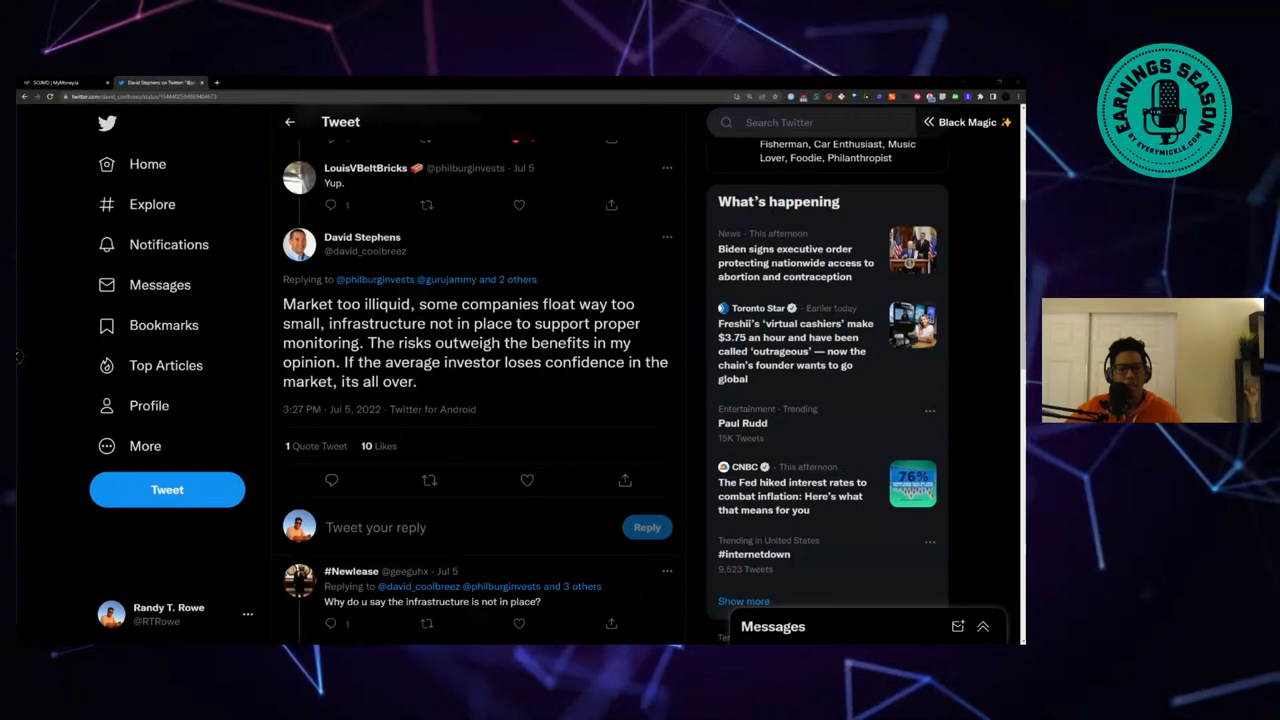 SCIJMD | MyMoneyJa
David Stephens on Twitter: "@p
Tweet
Search Twitter
Black Magic ✨
Home
Explore
Notifications
Messages
Bookmarks
Top Articles
Profile
More
Tweet
Randy T. Rowe
@RTRowe
LouisVBeltBricks 🧱 @philburginvests · Jul 5
Yup.
1
David Stephens
@david_coolbreez
Replying to @philburginvests @gurujammy and 2 others
Market too illiquid, some companies float way too
small, infrastructure not in place to support proper
monitoring. The risks outweigh the benefits in my
opinion. If the average investor loses confidence in the
market, its all over.
3:27 PM · Jul 5, 2022 · Twitter for Android
1 Quote Tweet 10 Likes
Tweet your reply
Reply
#Newlease @geeguhx · Jul 5
Replying to @david_coolbreez @philburginvests and 3 others
Why do u say the infrastructure is not in place?
1
Fisherman, Car Enthusiast, Music
Lover, Foodie, Philanthropist
What's happening
News · This afternoon
Biden signs executive order
protecting nationwide access to
abortion and contraception
Toronto Star · Earlier today
Freshii's 'virtual cashiers' make
$3.75 an hour and have been
called 'outrageous' — now the
chain's founder wants to go
global
Entertainment · Trending
Paul Rudd
15K Tweets
CNBC · This afternoon
The Fed hiked interest rates to
combat inflation: Here's what
that means for you
76%
Trending in United States
#internetdown
9,523 Tweets
Show more
Messages
EARNINGS SEASON
BY EVERYMICKLE.COM